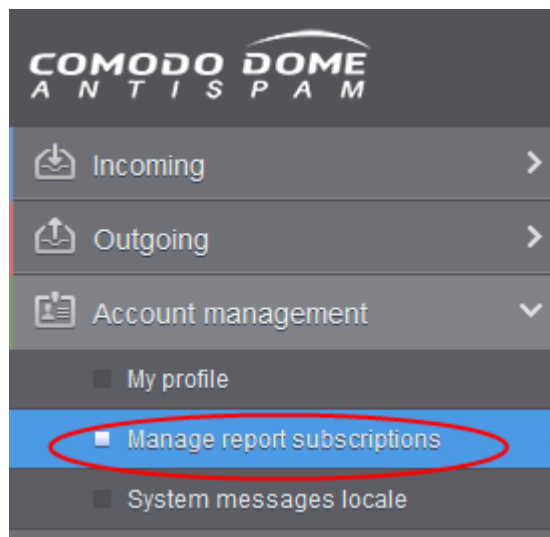 COMODO DOME
ANTISPAM
Incoming
Outgoing
Account management
My profile
Manage report subscriptions
System messages locale